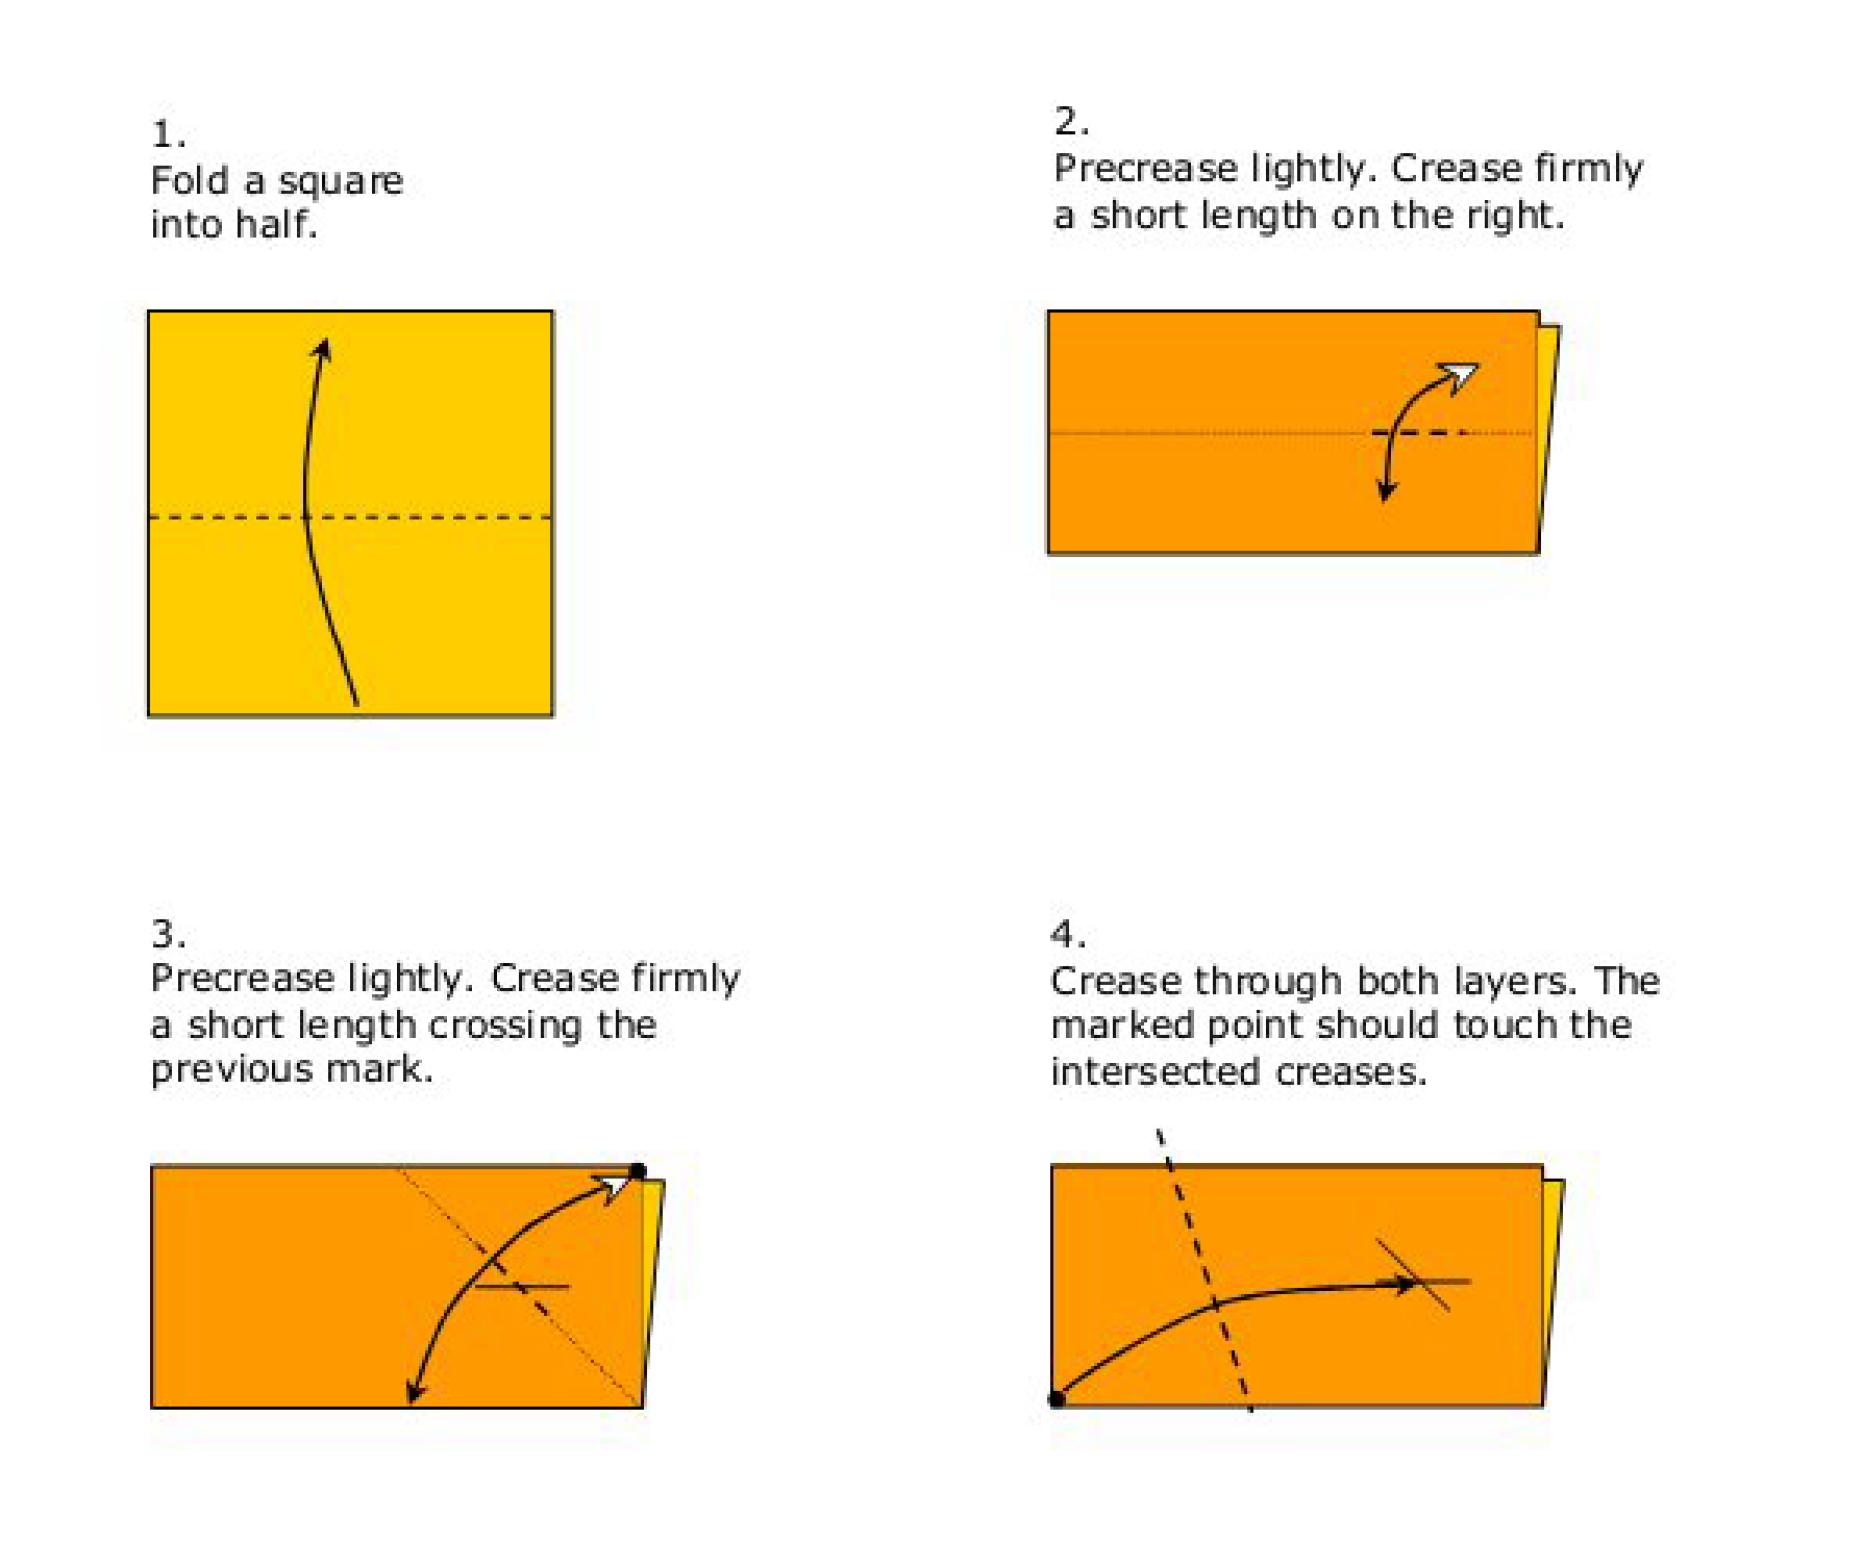 1.
Fold a square
into half.
2.
Precrease lightly. Crease firmly
a short length on the right.
3.
Precrease lightly. Crease firmly
a short length crossing the
previous mark.
4.
Crease through both layers. The
marked point should touch the
intersected creases.